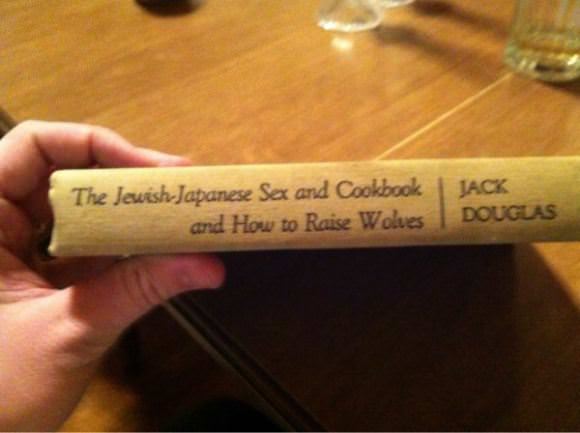 The Jewish-Japanese Sex and Cookbook
and How to Raise Wolves
JACK
DOUGLAS